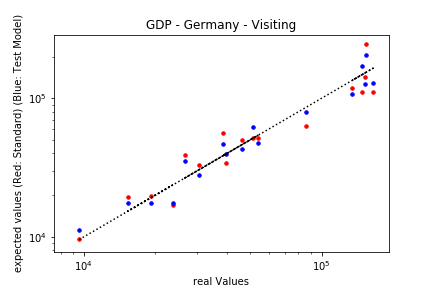 GDP - Germany - Visiting
expected values (Red: Standard) (Blue: Test Model)
10⁵
10⁴
10⁴
10⁵
real Values